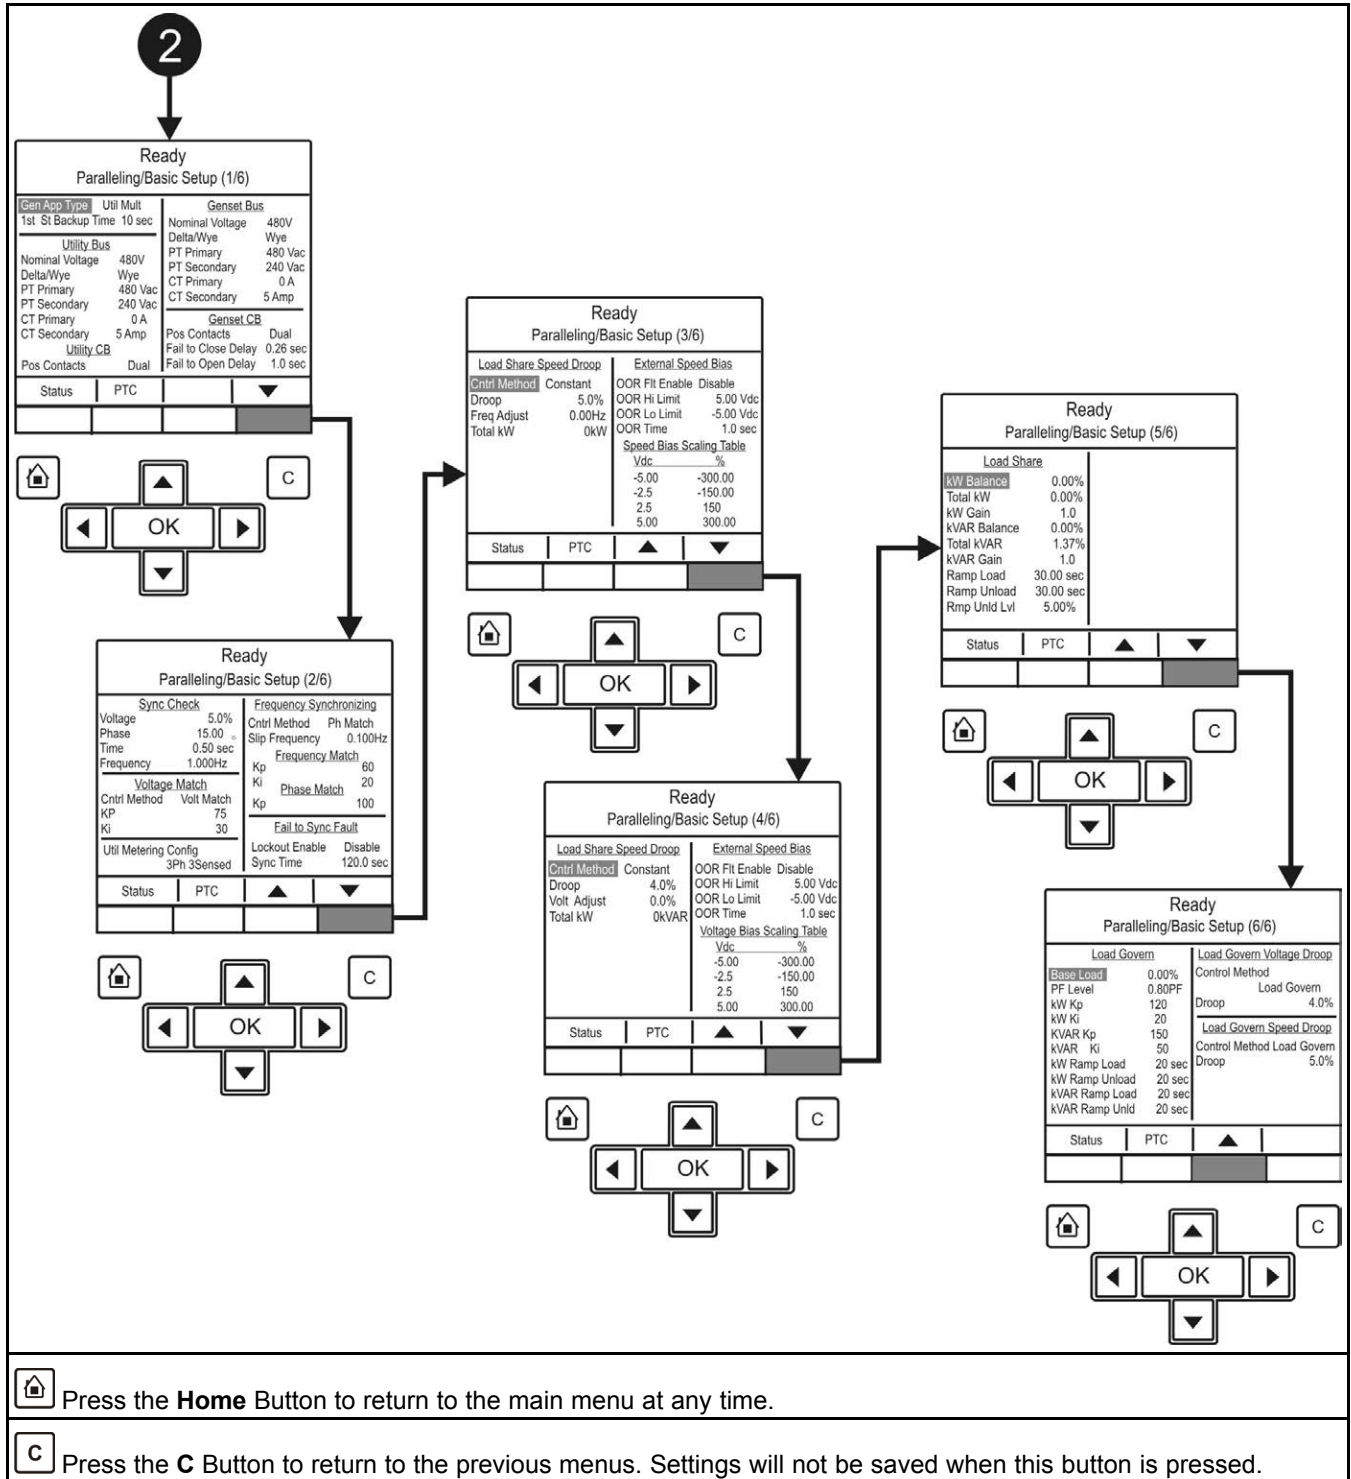 2
Ready
Paralleling/Basic Setup (1/6)
Gen App Type Util Mult
1st St Backup Time 10 sec
Utility Bus
Nominal Voltage 480V
Delta/Wye Wye
PT Primary 480 Vac
PT Secondary 240 Vac
CT Primary 0 A
CT Secondary 5 Amp
Utility CB
Pos Contacts Dual
Genset Bus
Nominal Voltage 480V
Delta/Wye Wye
PT Primary 480 Vac
PT Secondary 240 Vac
CT Primary 0 A
CT Secondary 5 Amp
Genset CB
Pos Contacts Dual
Fail to Close Delay 0.26 sec
Fail to Open Delay 1.0 sec
Status PTC ▼
C
▲
◀ OK ▶
▼
Ready
Paralleling/Basic Setup (2/6)
Sync Check
Voltage 5.0%
Phase 15.00 °
Time 0.50 sec
Frequency 1.000Hz
Voltage Match
Cntrl Method Volt Match
KP 75
Ki 30
Util Metering Config
3Ph 3Sensed
Frequency Synchronizing
Cntrl Method Ph Match
Slip Frequency 0.100Hz
Frequency Match
Kp 60
Ki 20
Phase Match
Kp 100
Fail to Sync Fault
Lockout Enable Disable
Sync Time 120.0 sec
Status PTC ▲ ▼
C
▲
◀ OK ▶
▼
Ready
Paralleling/Basic Setup (3/6)
Load Share Speed Droop
Cntrl Method Constant
Droop 5.0%
Freq Adjust 0.00Hz
Total kW 0kW
External Speed Bias
OOR Flt Enable Disable
OOR Hi Limit 5.00 Vdc
OOR Lo Limit -5.00 Vdc
OOR Time 1.0 sec
Speed Bias Scaling Table
Vdc %
-5.00 -300.00
-2.5 -150.00
2.5 150
5.00 300.00
Status PTC ▲ ▼
C
▲
◀ OK ▶
▼
Ready
Paralleling/Basic Setup (4/6)
Load Share Speed Droop
Cntrl Method Constant
Droop 4.0%
Volt Adjust 0.0%
Total kW 0kVAR
External Speed Bias
OOR Flt Enable Disable
OOR Hi Limit 5.00 Vdc
OOR Lo Limit -5.00 Vdc
OOR Time 1.0 sec
Voltage Bias Scaling Table
Vdc %
-5.00 -300.00
-2.5 -150.00
2.5 150
5.00 300.00
Status PTC ▲ ▼
C
▲
◀ OK ▶
▼
Ready
Paralleling/Basic Setup (5/6)
Load Share
kW Balance 0.00%
Total kW 0.00%
kW Gain 1.0
kVAR Balance 0.00%
Total kVAR 1.37%
kVAR Gain 1.0
Ramp Load 30.00 sec
Ramp Unload 30.00 sec
Rmp Unld Lvl 5.00%
Status PTC ▲ ▼
C
▲
◀ OK ▶
▼
Ready
Paralleling/Basic Setup (6/6)
Load Govern
Base Load 0.00%
PF Level 0.80PF
kW Kp 120
kW Ki 20
KVAR Kp 150
kVAR Ki 50
kW Ramp Load 20 sec
kW Ramp Unload 20 sec
kVAR Ramp Load 20 sec
kVAR Ramp Unld 20 sec
Load Govern Voltage Droop
Control Method
Load Govern
Droop 4.0%
Load Govern Speed Droop
Control Method Load Govern
Droop 5.0%
Status PTC ▲
C
▲
◀ OK ▶
▼
Press the Home Button to return to the main menu at any time.
C Press the C Button to return to the previous menus. Settings will not be saved when this button is pressed.